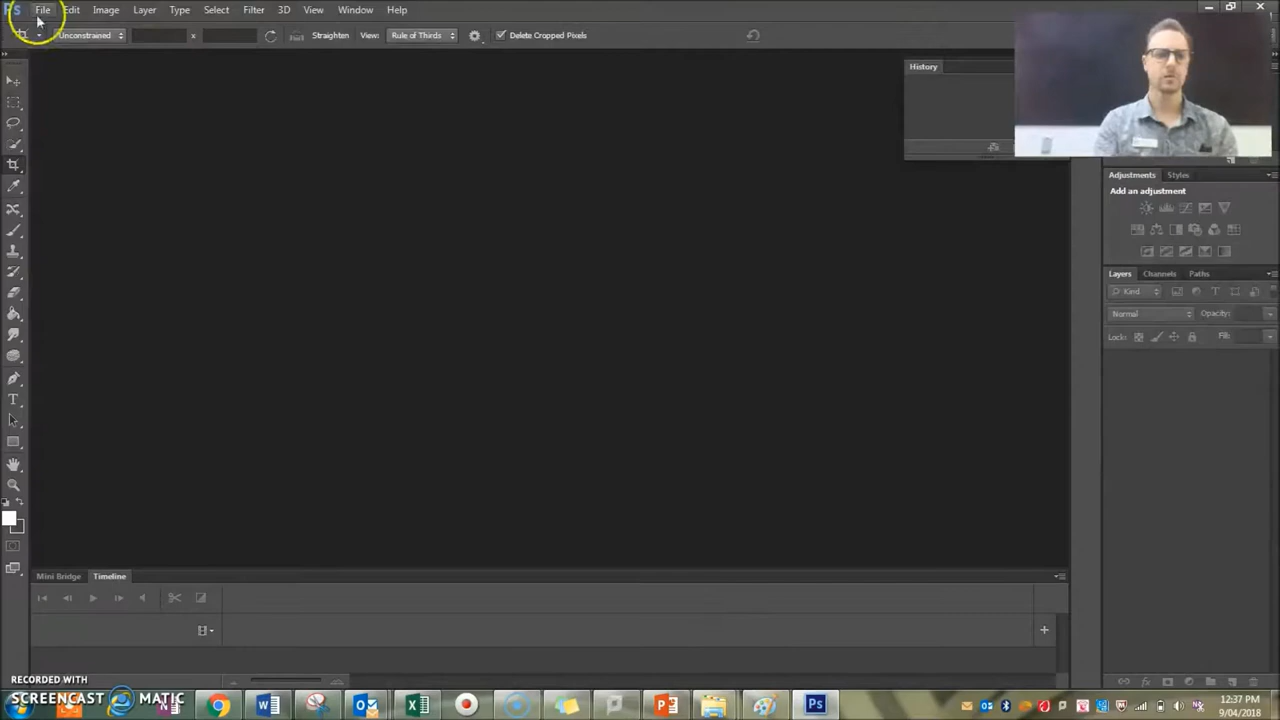 Ps File Edit Image Layer Type Select Filter 3D View Window Help
Unconstrained x Straighten View: Rule of Thirds Delete Cropped Pixels
History
Adjustments Styles
Add an adjustment
Layers Channels Paths
Kind
Normal Opacity:
Lock: Fill:
Mini Bridge Timeline
RECORDED WITH
SCREENCAST MATIC
12:37 PM
9/04/2018